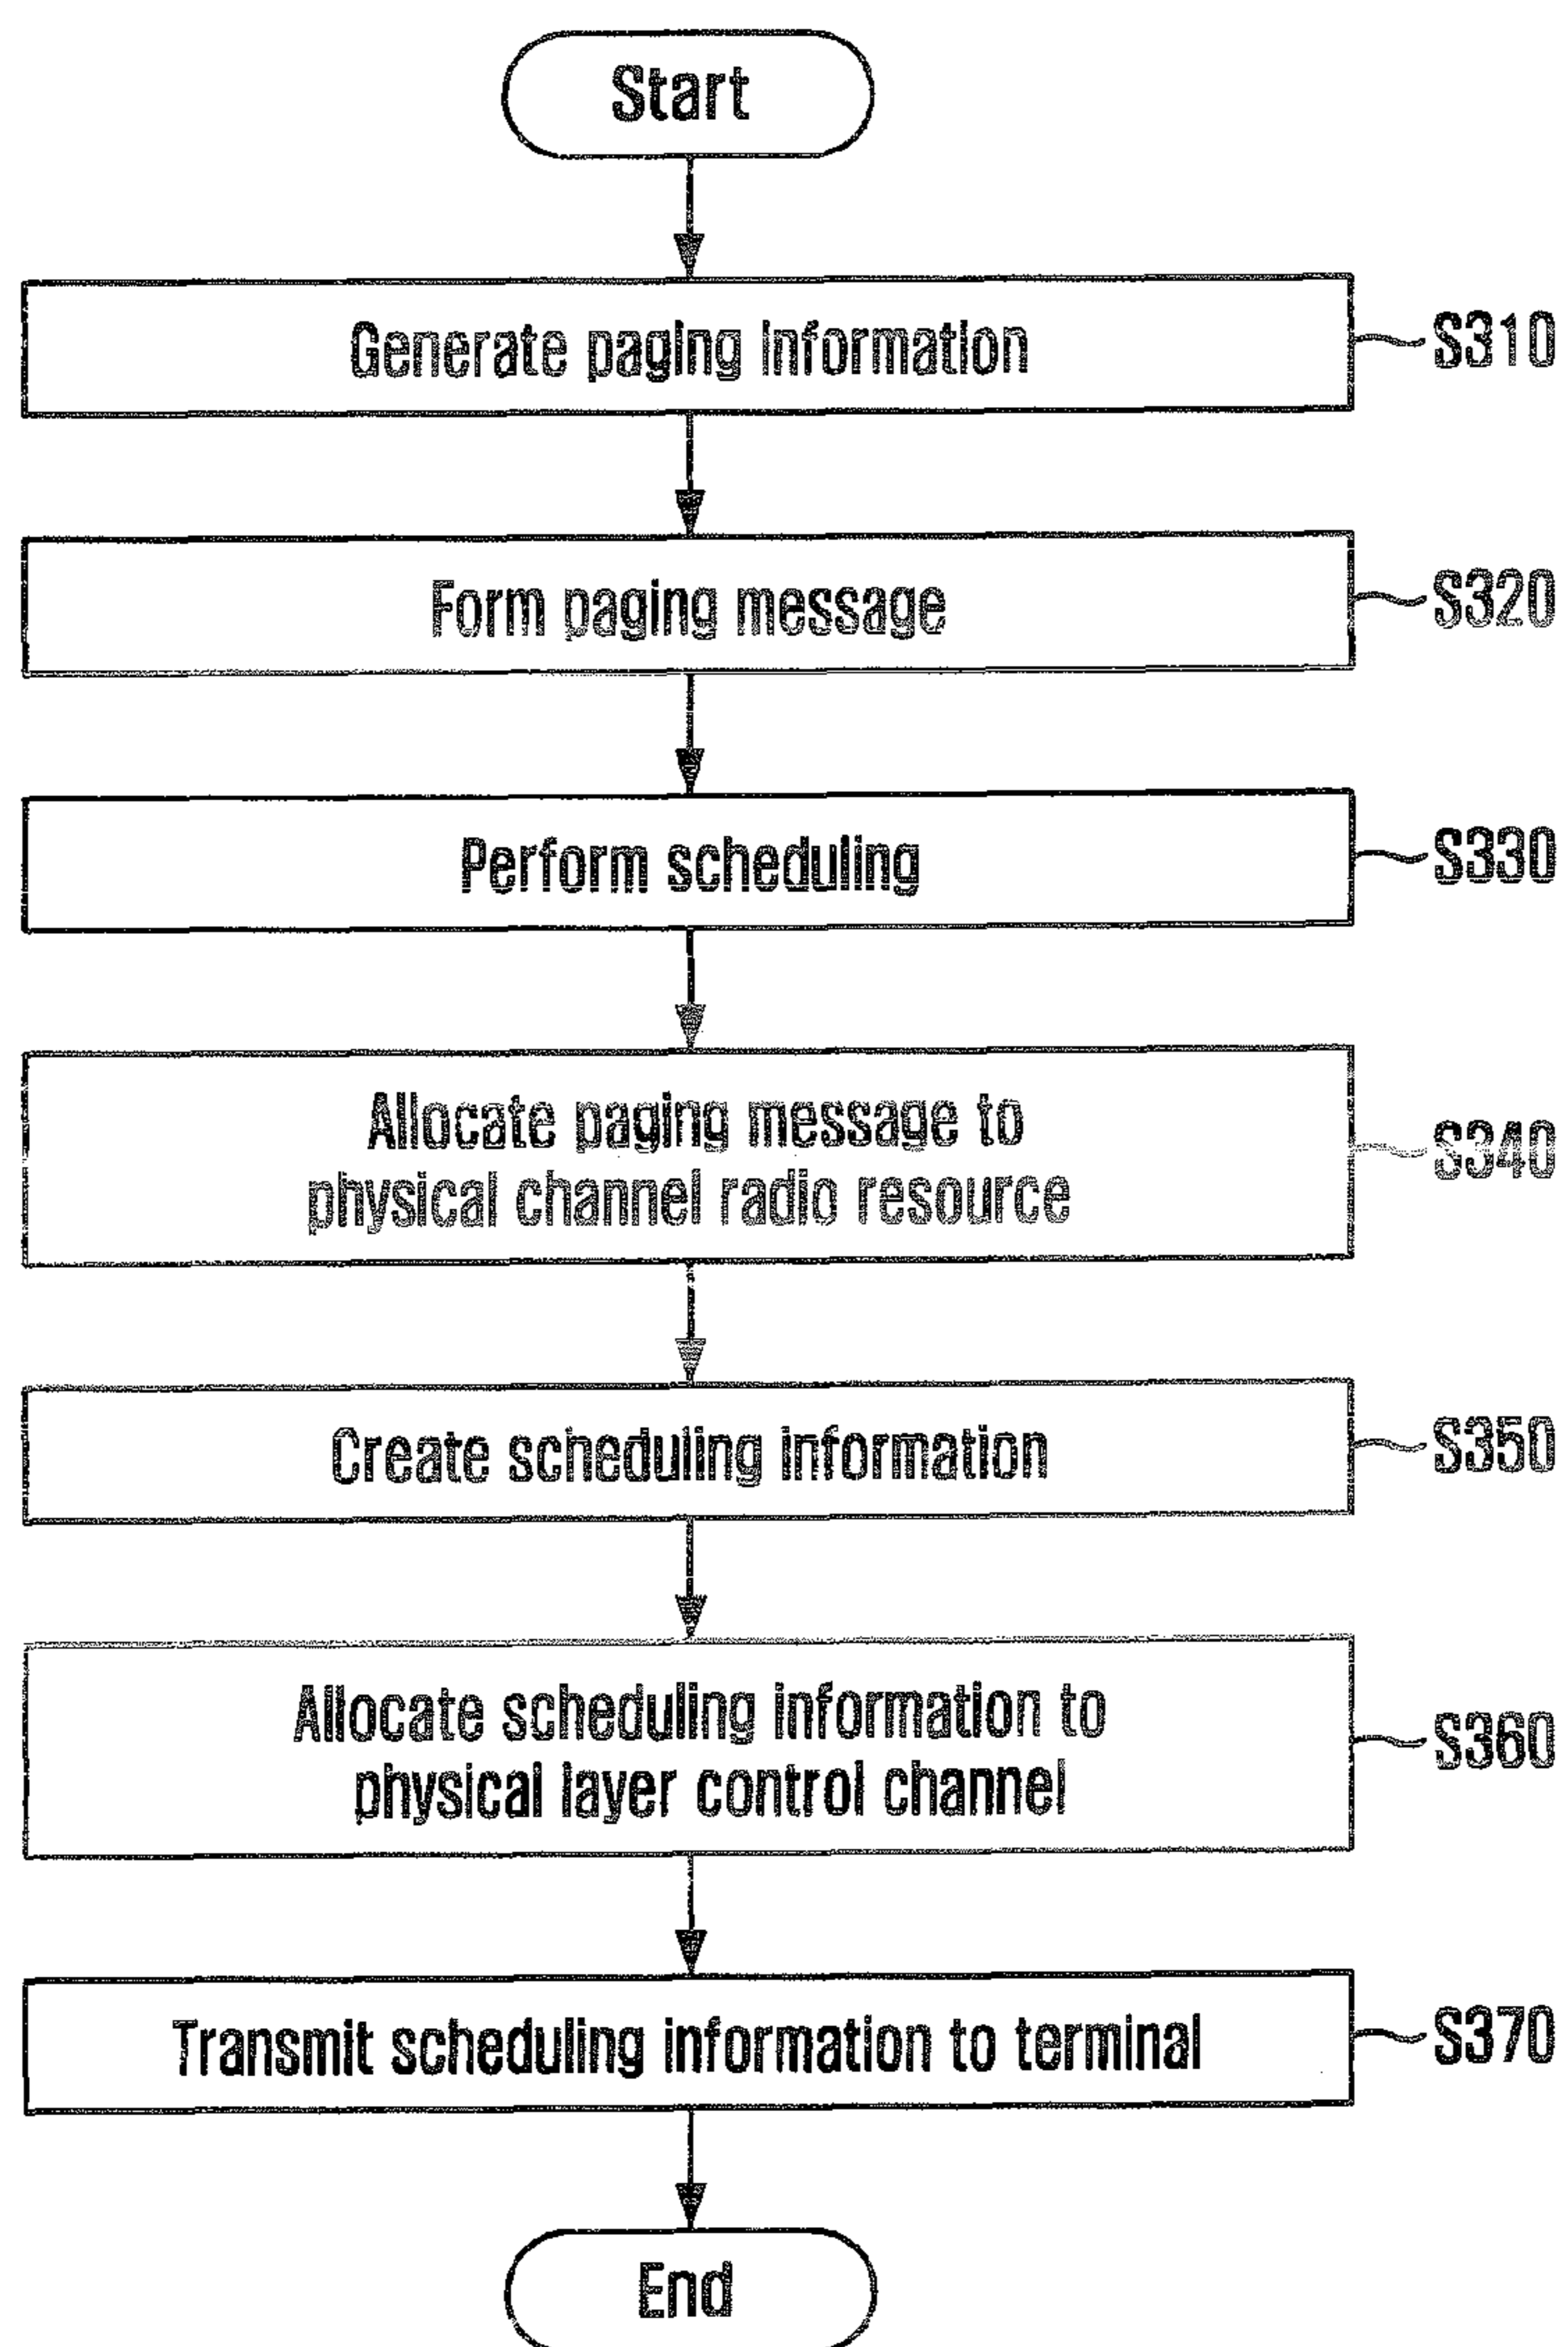 Start
Generate paging information
S310
Form paging message
S320
Perform scheduling
S330
Allocate paging message to
physical channel radio resource
S340
Create scheduling information
S350
Allocate scheduling information to
physical layer control channel
S360
Transmit scheduling information to terminal
S370
End